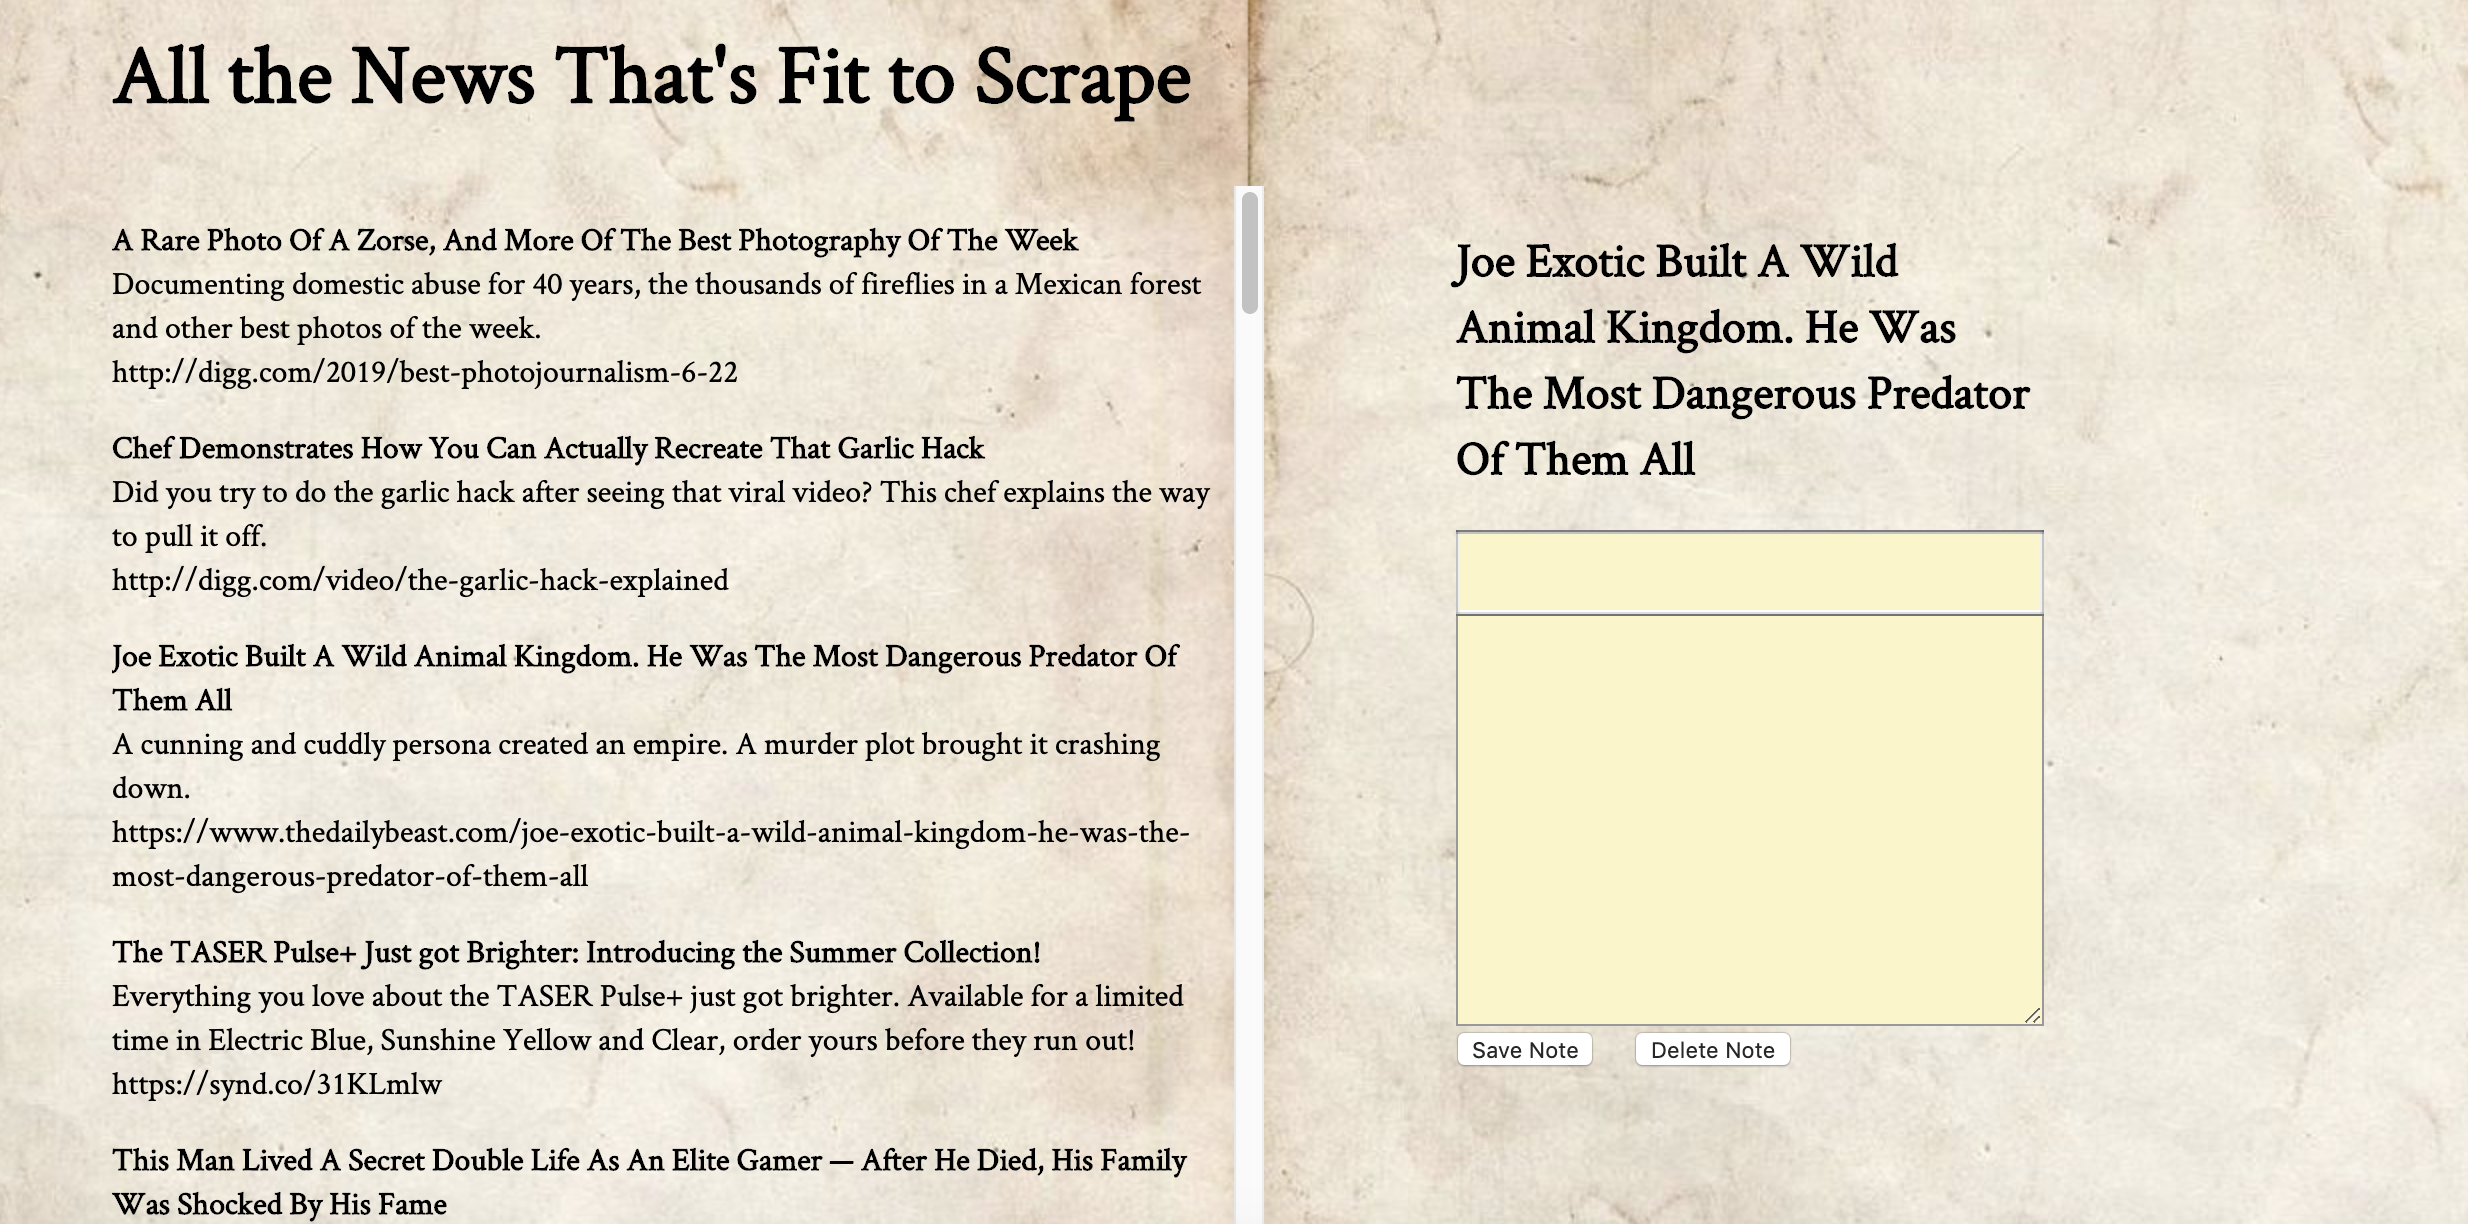 All the News That's Fit to Scrape
A Rare Photo Of A Zorse, And More Of The Best Photography Of The Week
Documenting domestic abuse for 40 years, the thousands of fireflies in a Mexican forest
and other best photos of the week.
http://digg.com/2019/best-photojournalism-6-22
Chef Demonstrates How You Can Actually Recreate That Garlic Hack
Did you try to do the garlic hack after seeing that viral video? This chef explains the way
to pull it off.
http://digg.com/video/the-garlic-hack-explained
Joe Exotic Built A Wild Animal Kingdom. He Was The Most Dangerous Predator Of
Them All
A cunning and cuddly persona created an empire. A murder plot brought it crashing
down.
https://www.thedailybeast.com/joe-exotic-built-a-wild-animal-kingdom-he-was-the-
most-dangerous-predator-of-them-all
The TASER Pulse+ Just got Brighter: Introducing the Summer Collection!
Everything you love about the TASER Pulse+ just got brighter. Available for a limited
time in Electric Blue, Sunshine Yellow and Clear, order yours before they run out!
https://synd.co/31KLmlw
This Man Lived A Secret Double Life As An Elite Gamer — After He Died, His Family
Was Shocked By His Fame
Joe Exotic Built A Wild
Animal Kingdom. He Was
The Most Dangerous Predator
Of Them All
Save Note
Delete Note